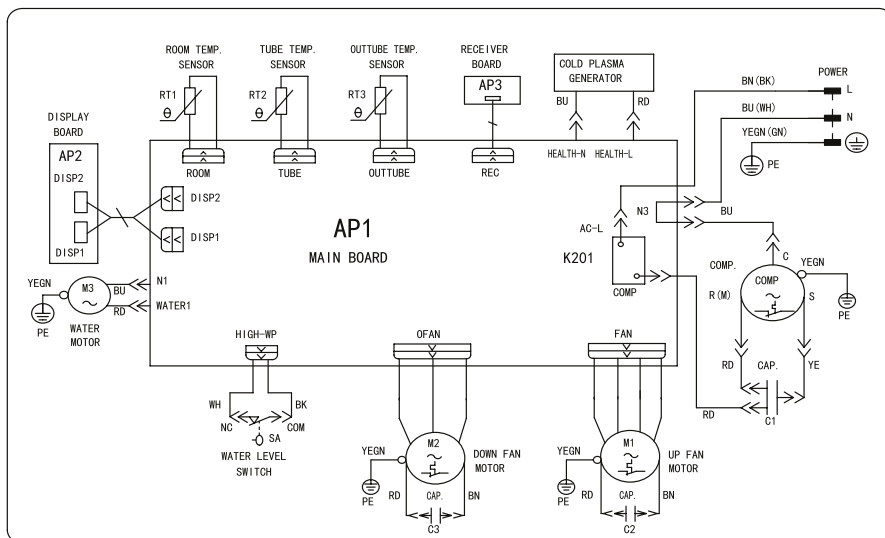 ROOM TEMP.
SENSOR
TUBE TEMP.
SENSOR
OUTTUBE TEMP.
SENSOR
RECEIVER
BOARD
COLD PLASMA
GENERATOR
POWER
RT1
θ
RT2
θ
RT3
θ
AP3
BU
RD
BN(BK)
L
BU(WH)
N
YEGN(GN)
PE
DISPLAY
BOARD
AP2
DISP2
DISP1
ROOM
TUBE
OUTTUBE
REC
HEALTH-N
HEALTH-L
DISP2
DISP1
AP1
MAIN BOARD
AC-L
K201
COMP
N3
BU
YEGN
M3
BU
RD
N1
WATER1
PE
WATER
MOTOR
COMP.
C
COMP
YEGN
R(M)
S
PE
RD
CAP.
YE
RD
C1
HIGH-WP
OFAN
FAN
WH
BK
NC
COM
SA
WATER LEVEL
SWITCH
YEGN
M2
DOWN FAN
MOTOR
PE
RD
CAP.
BN
C3
YEGN
M1
UP FAN
MOTOR
PE
RD
CAP.
BN
C2